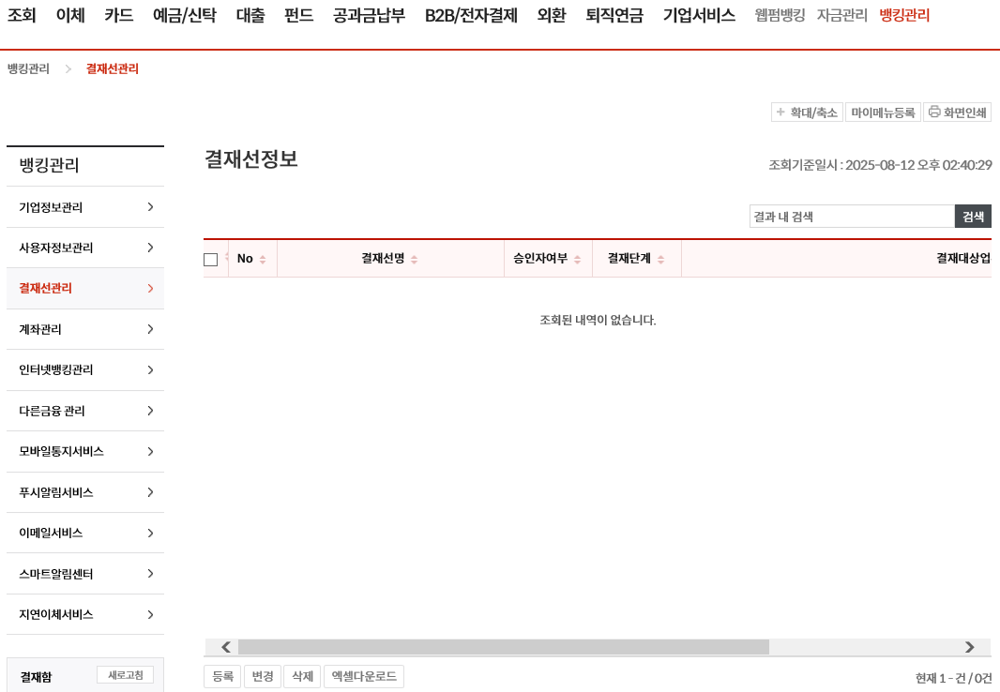 조회 이체 카드 예금/신탁 대출 펀드 공과금납부 B2B/전자결제 외환 퇴직연금 기업서비스 웹펌뱅킹 자금관리 뱅킹관리
뱅킹관리 > 결재선관리
+ 확대/축소 마이메뉴등록 화면인쇄
뱅킹관리
기업정보관리
사용자정보관리
결재선관리
계좌관리
인터넷뱅킹관리
다른금융 관리
모바일통지서비스
푸시알림서비스
이메일서비스
스마트알림센터
지연이체서비스
결재함 새로고침
결재선정보
조회기준일시 : 2025-08-12 오후 02:40:29
결과 내 검색 검색
No 결재선명 승인자여부 결재단계 결재대상업
조회된 내역이 없습니다.
등록 변경 삭제 엑셀다운로드
현재 1 - 건 / 0건